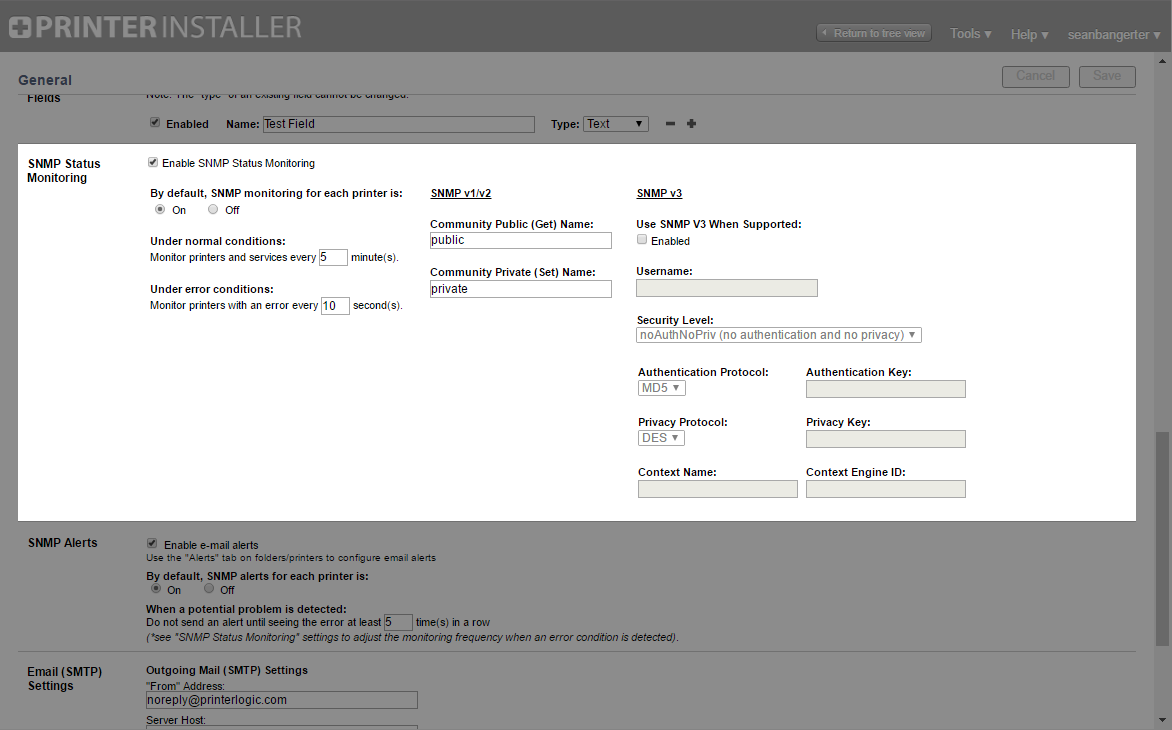 PRINTER INSTALLER
Return to tree view Tools ▾ Help ▾ seanbangerter ▾
General Cancel Save
Fields Note: The "type" of an existing field cannot be changed.
Enabled Name: Test Field Type: Text
SNMP Status Monitoring
Enable SNMP Status Monitoring
By default, SNMP monitoring for each printer is:
On Off
Under normal conditions:
Monitor printers and services every 5 minute(s).
Under error conditions:
Monitor printers with an error every 10 second(s).
SNMP v1/v2
Community Public (Get) Name:
public
Community Private (Set) Name:
private
SNMP v3
Use SNMP V3 When Supported:
Enabled
Username:
Security Level:
noAuthNoPriv (no authentication and no privacy)
Authentication Protocol: Authentication Key:
MD5
Privacy Protocol: Privacy Key:
DES
Context Name: Context Engine ID:
SNMP Alerts
Enable e-mail alerts
Use the "Alerts" tab on folders/printers to configure email alerts
By default, SNMP alerts for each printer is:
On Off
When a potential problem is detected:
Do not send an alert until seeing the error at least 5 time(s) in a row
(*see "SNMP Status Monitoring" settings to adjust the monitoring frequency when an error condition is detected).
Email (SMTP) Settings
Outgoing Mail (SMTP) Settings
"From" Address:
noreply@printerlogic.com
Server Host: